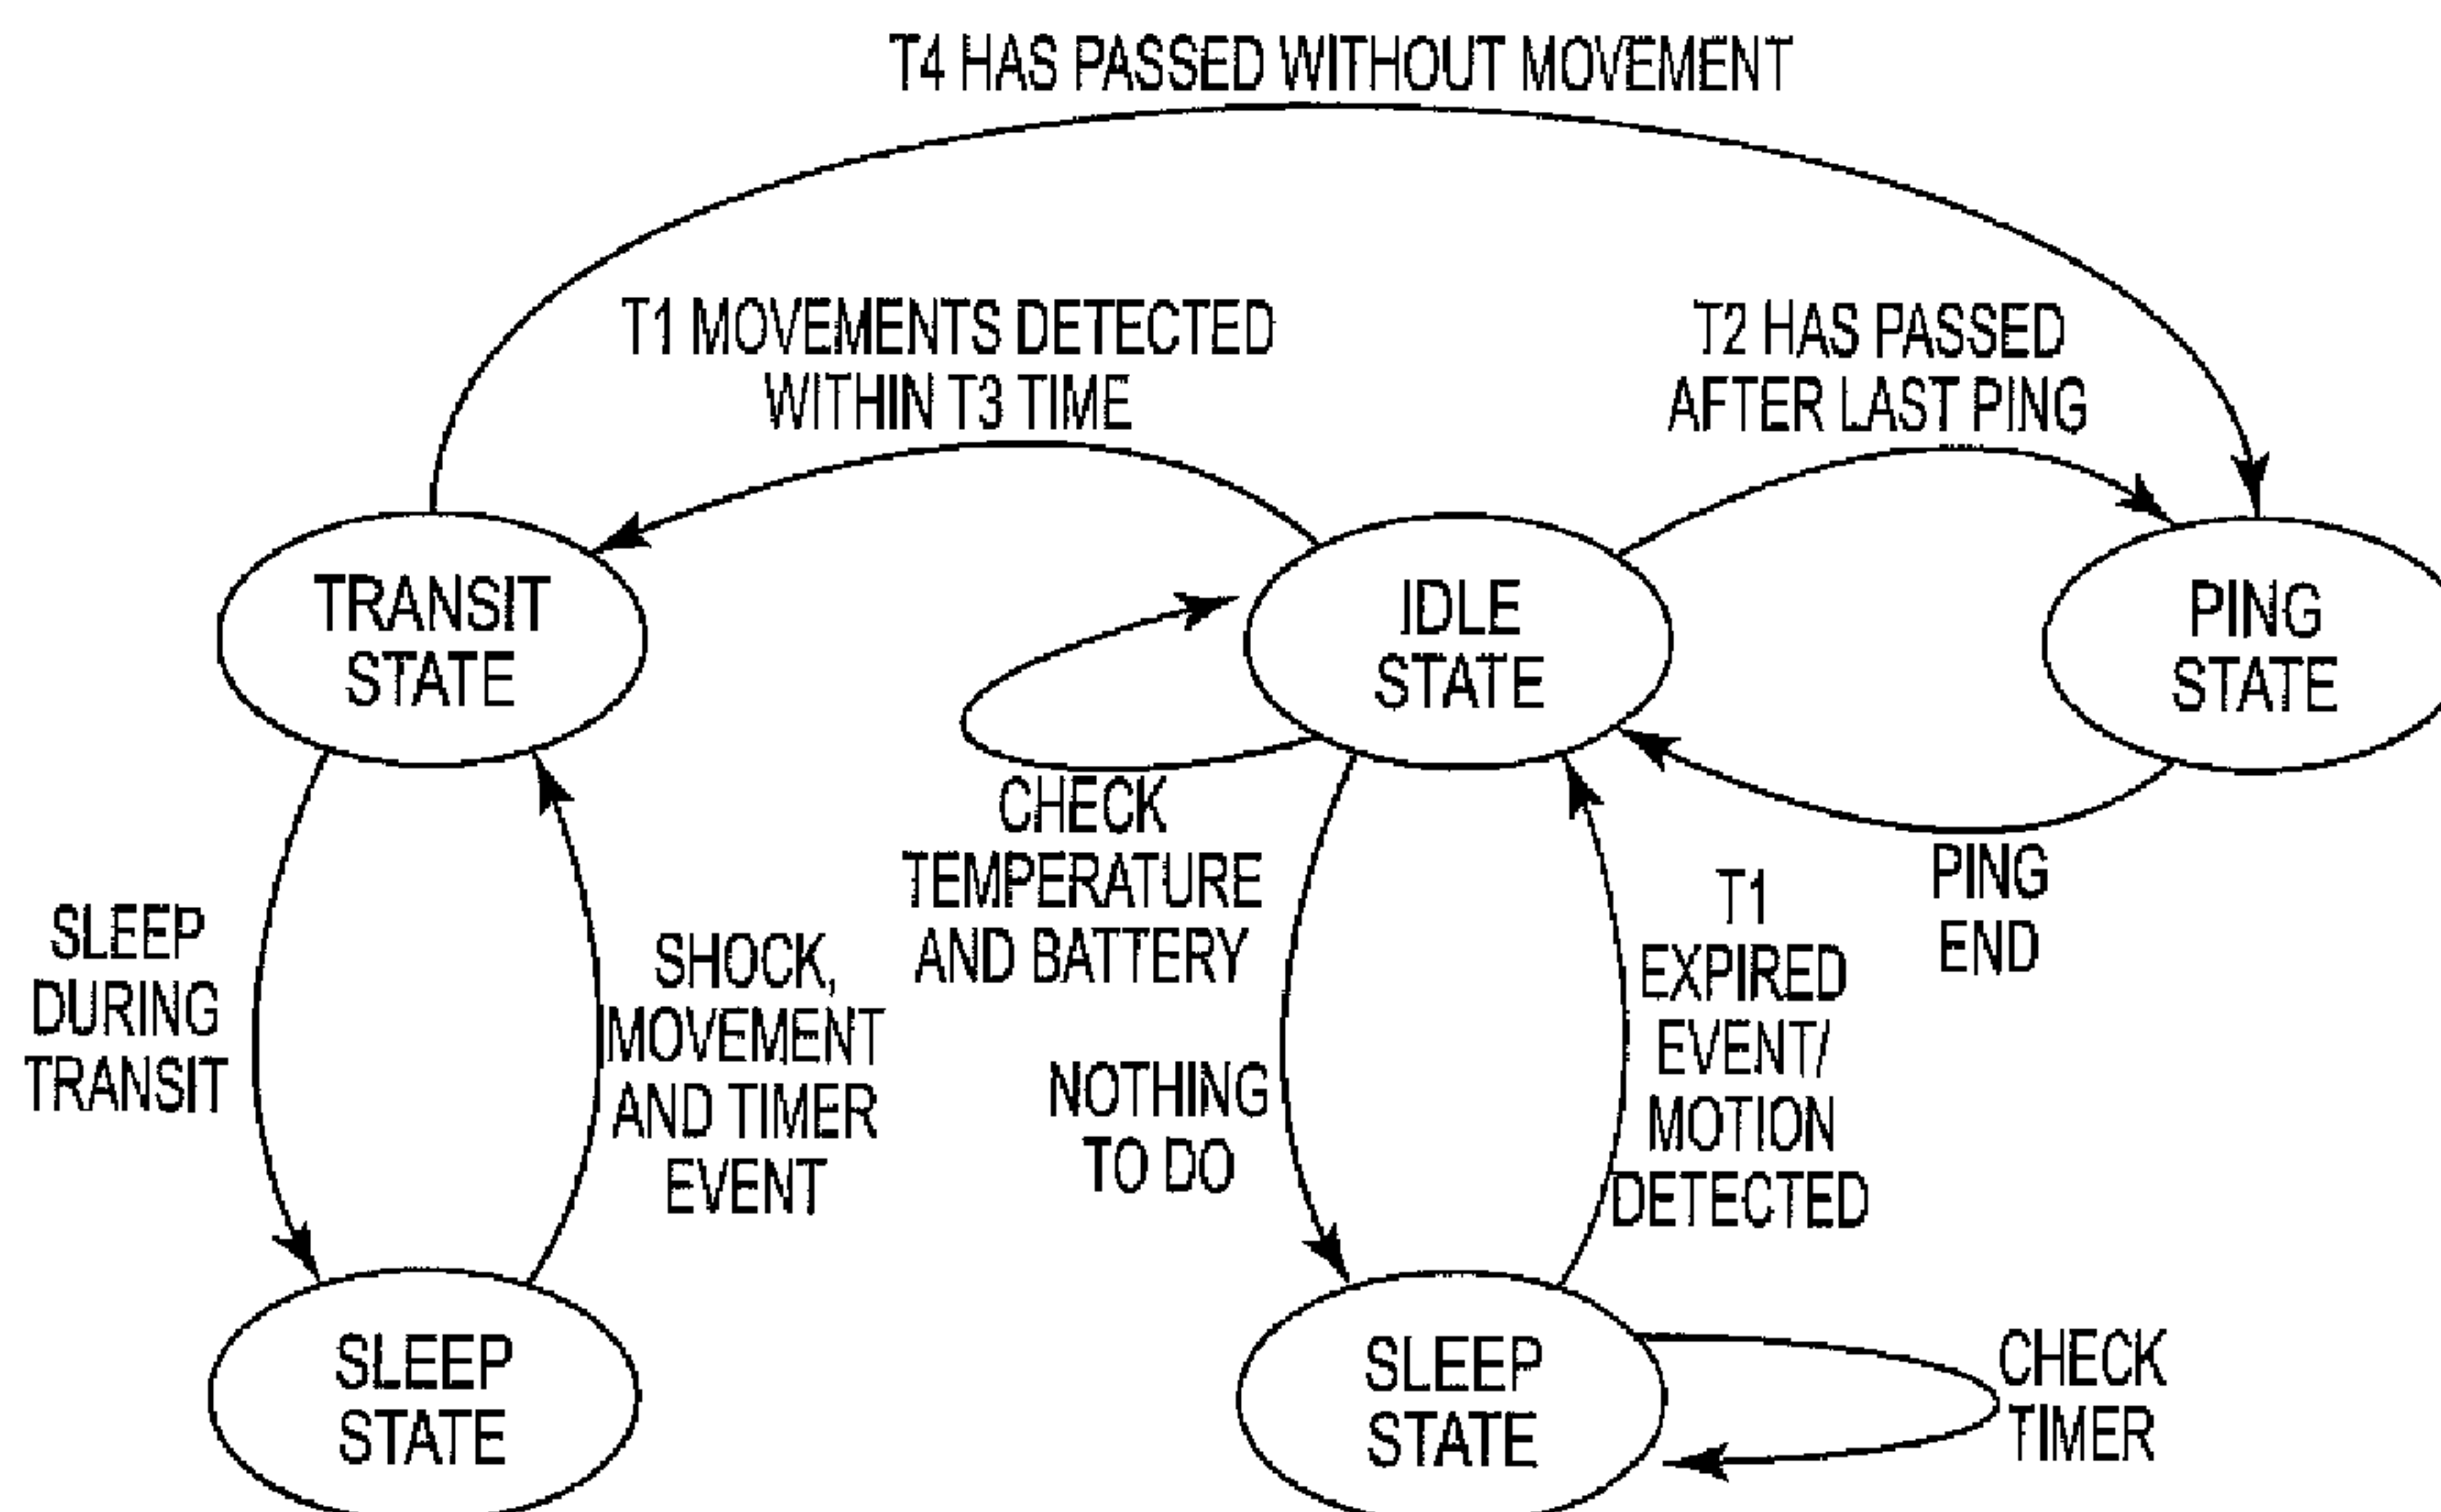 T4 HAS PASSED WITHOUT MOVEMENT
T1 MOVEMENTS DETECTED
WITHIN T3 TIME
T2 HAS PASSED
AFTER LAST PING
TRANSIT
STATE
IDLE
STATE
PING
STATE
CHECK
TEMPERATURE
AND BATTERY
PING
END
SLEEP
DURING
TRANSIT
SHOCK,
MOVEMENT
AND TIMER
EVENT
NOTHING
TO DO
T1
EXPIRED
EVENT/
MOTION
DETECTED
SLEEP
STATE
SLEEP
STATE
CHECK
TIMER